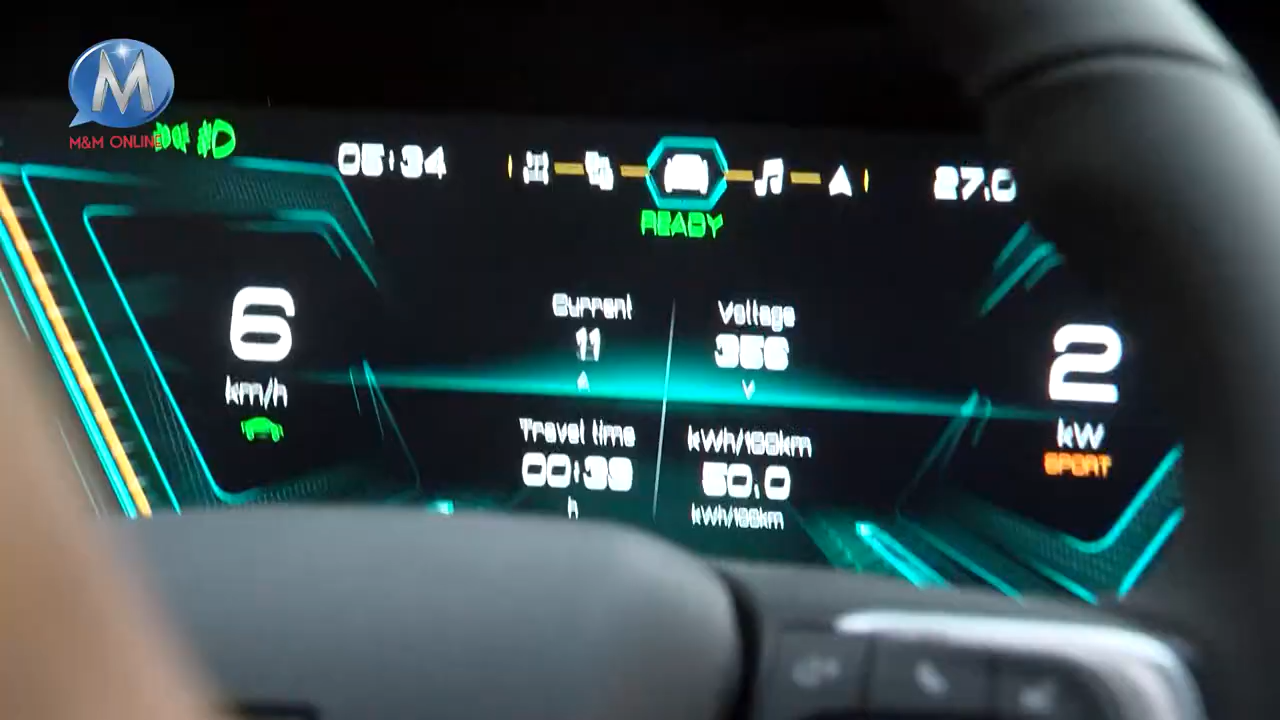 M
M&M ONLINE
05:34
27.0
READY
6
km/h
Current
11
A
Voltage
356
V
2
kW
SPORT
Travel time
00:39
h
kWh/100km
50.0
kWh/100km